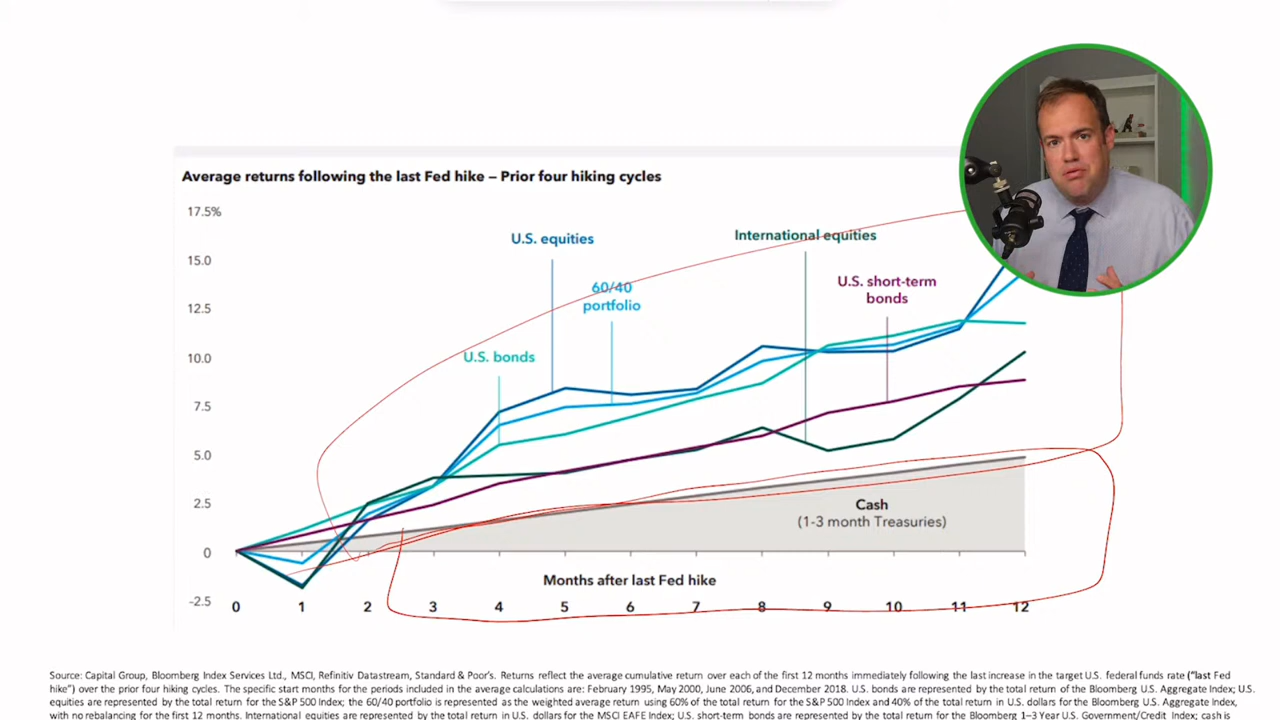 Average returns following the last Fed hike – Prior four hiking cycles
17.5%
U.S. equities
International equities
15.0
60/40
portfolio
U.S. short-term
bonds
12.5
U.S. bonds
10.0
7.5
5.0
2.5
Cash
(1-3 month Treasuries)
0
Months after last Fed hike
–2.5
0 1 2 3 4 5 6 7 8 9 10 11 12
Source: Capital Group, Bloomberg Index Services Ltd., MSCI, Refinitiv Datastream, Standard & Poor's. Returns reflect the average cumulative return over each of the first 12 months immediately following the last increase in the target U.S. federal funds rate ("last Fed
hike") over the prior four hiking cycles. The specific start months for the periods included in the average calculations are: February 1995, May 2000, June 2006, and December 2018. U.S. bonds are represented by the total return of the Bloomberg U.S. Aggregate Index; U.S.
equities are represented by the total return for the S&P 500 Index; the 60/40 portfolio is represented as the weighted average return using 60% of the total return for the S&P 500 Index and 40% of the total return in U.S. dollars for the Bloomberg U.S. Aggregate Index,
with no rebalancing for the first 12 months. International equities are represented by the total return in U.S. dollars for the MSCI EAFE Index; U.S. short-term bonds are represented by the total return for the Bloomberg 1–3 Year U.S. Government/Credit Index; cash is